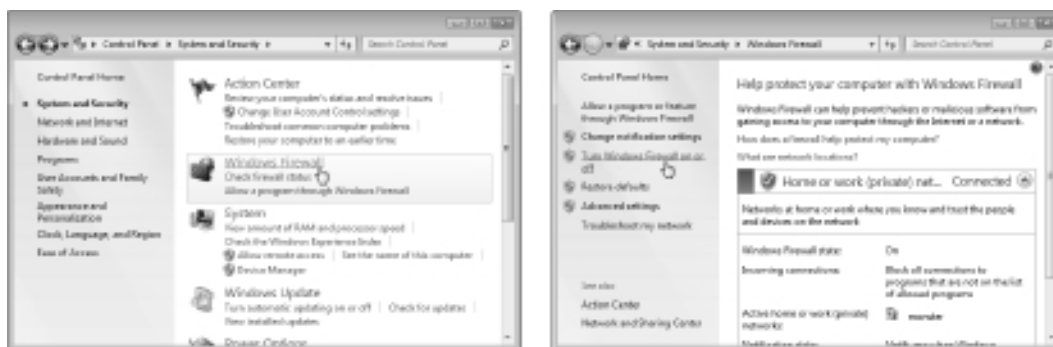 Control Panel ▸ System and Security ▸
Search Control Panel
Control Panel Home
System and Security
Network and Internet
Hardware and Sound
Programs
User Accounts and Family
Safety
Appearance and
Personalization
Clock, Language, and Region
Ease of Access
Action Center
Review your computer's status and resolve issues
Change User Account Control settings
Troubleshoot common computer problems
Restore your computer to an earlier time
Windows Firewall
Check firewall status
Allow a program through Windows Firewall
System
View amount of RAM and processor speed
Check the Windows Experience Index
Allow remote access | See the name of this computer
Device Manager
Windows Update
Turn automatic updating on or off | Check for updates
View installed updates
Power Options
« System and Security ▸ Windows Firewall
Search Control Panel
Control Panel Home
Allow a program or feature
through Windows Firewall
Change notification settings
Turn Windows Firewall on or
off
Restore defaults
Advanced settings
Troubleshoot my network
See also
Action Center
Network and Sharing Center
Help protect your computer with Windows Firewall
Windows Firewall can help prevent hackers or malicious software from
gaining access to your computer through the Internet or a network.
How does a firewall help protect my computer?
What are network locations?
Home or work (private) net... Connected
Networks at home or work where you know and trust the people
and devices on the network
Windows Firewall state: On
Incoming connections: Block all connections to
programs that are not on the list
of allowed programs
Active home or work (private)
networks: monster
Notification state: Notify me when Windows